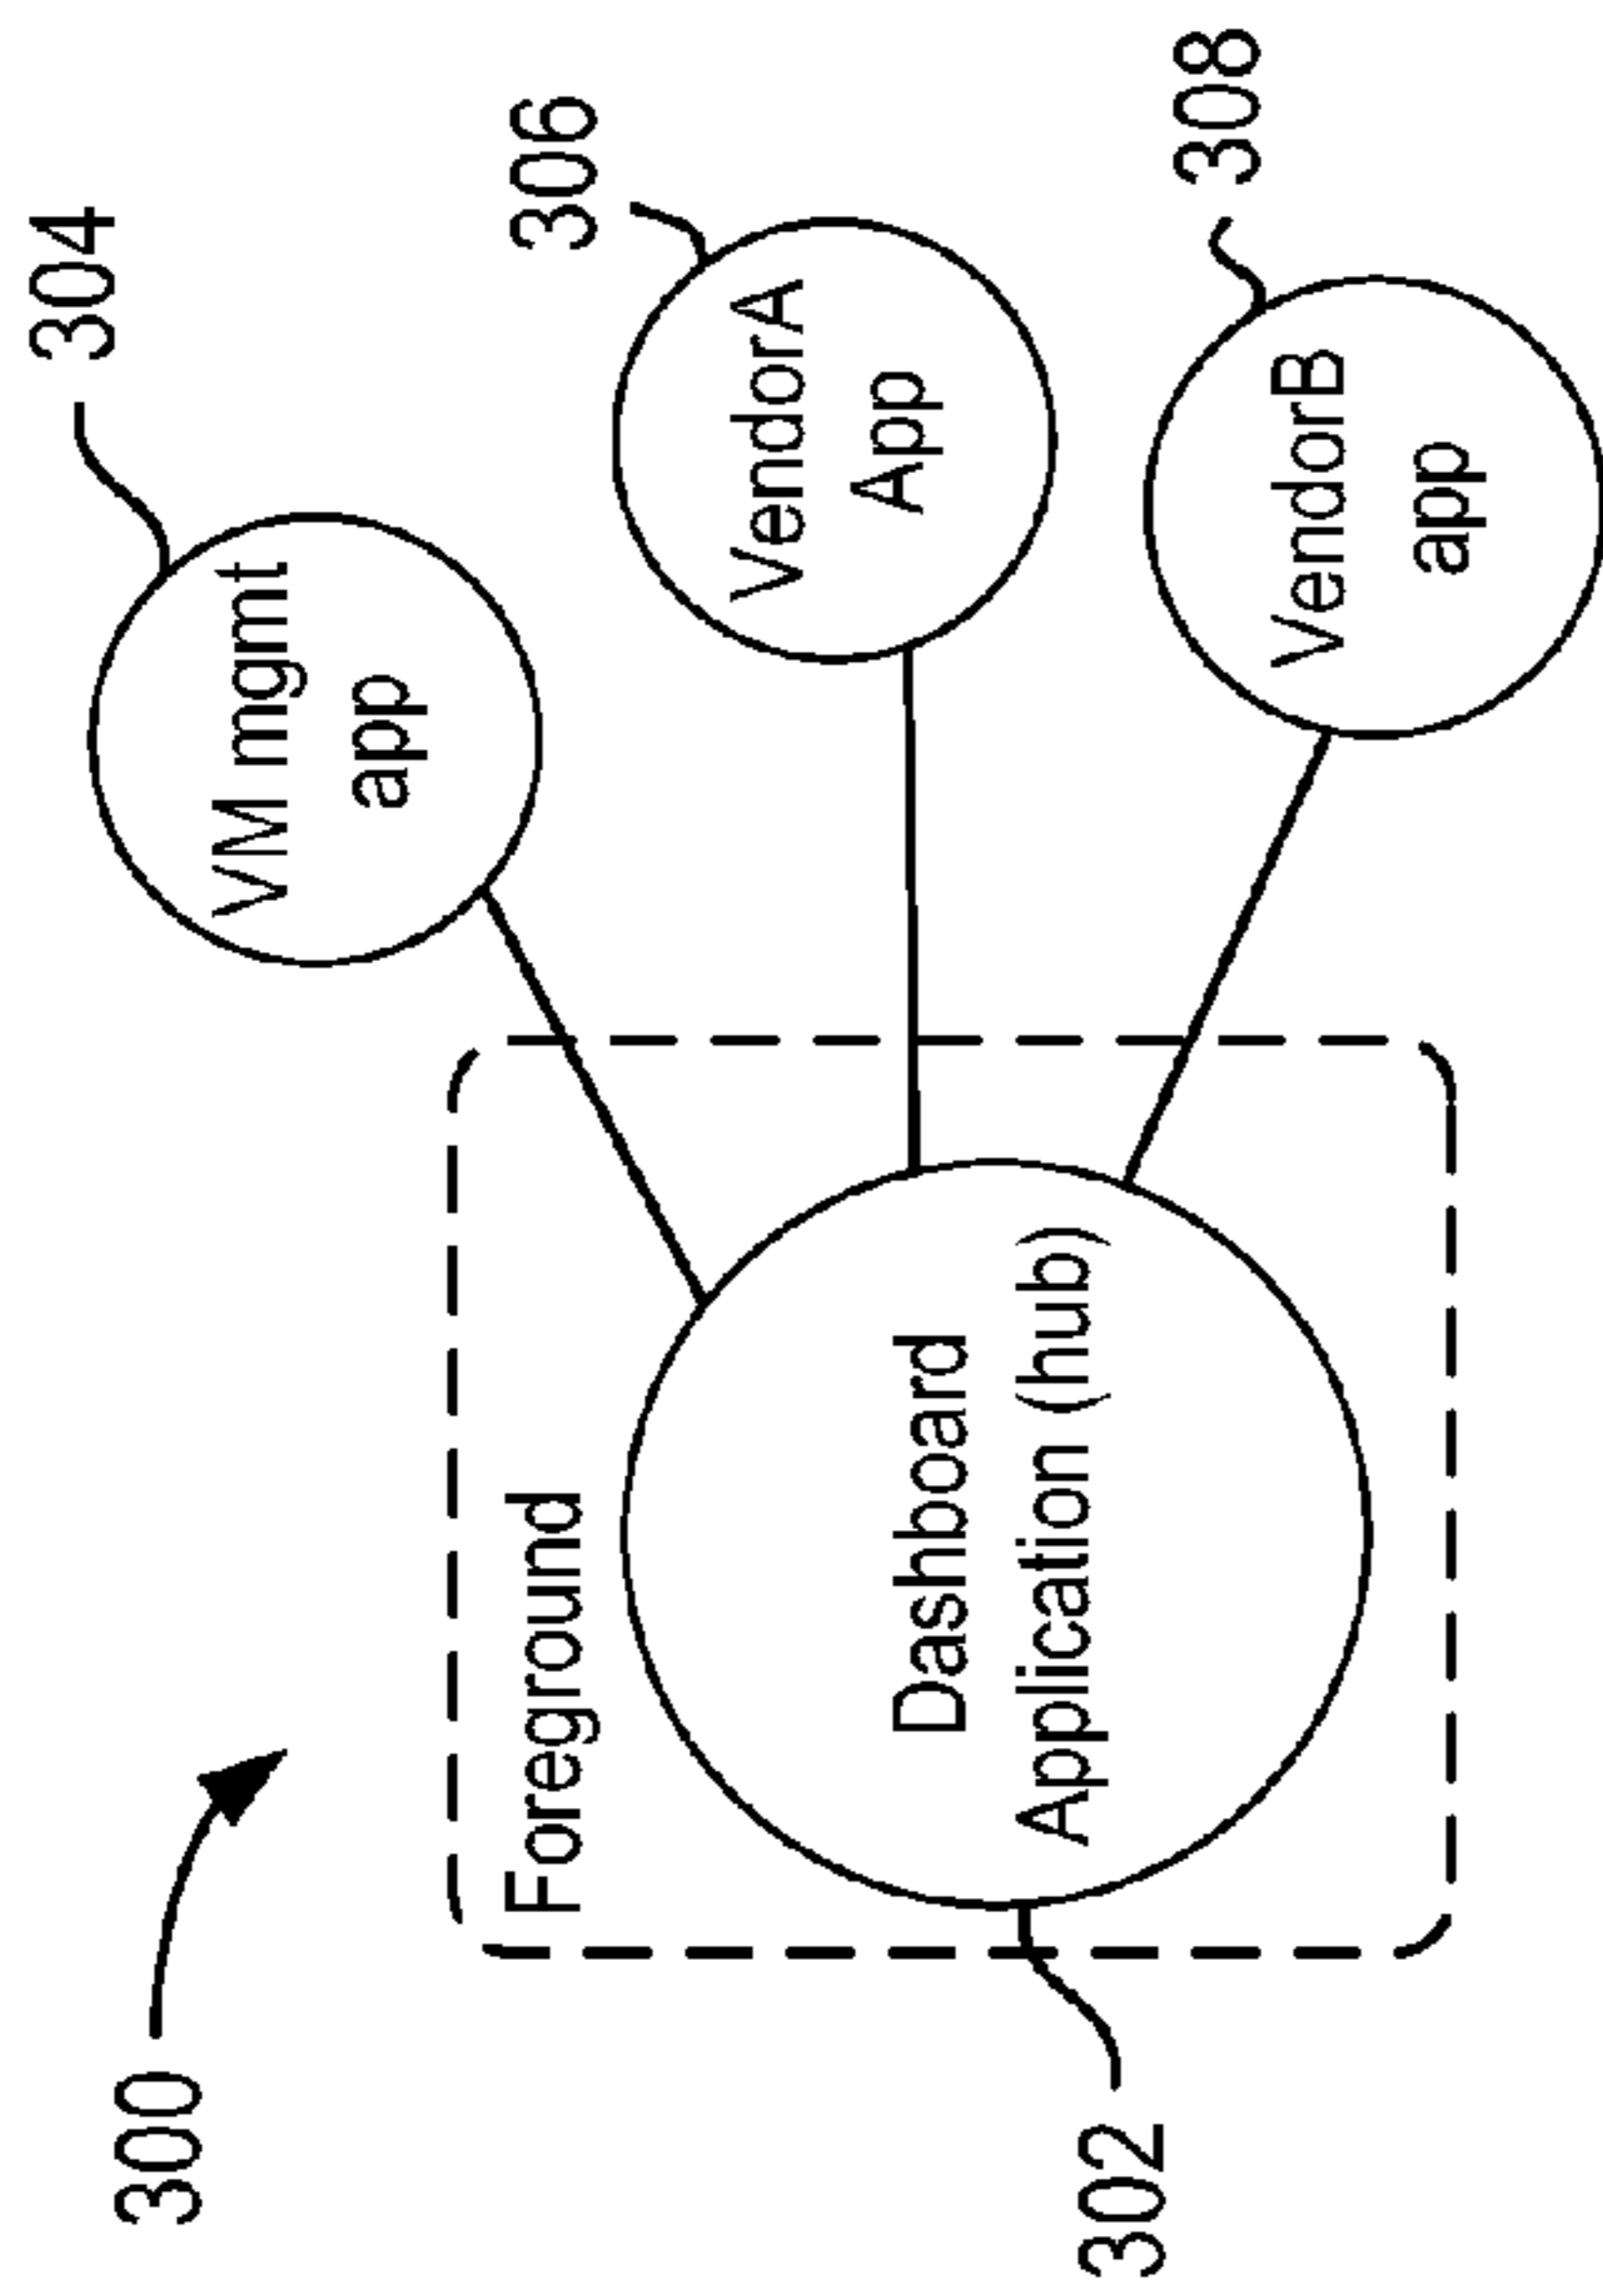 300
304
VM mgmt
app
306
Foreground
VendorA
App
Dashboard
Application (hub)
302
308
VendorB
app